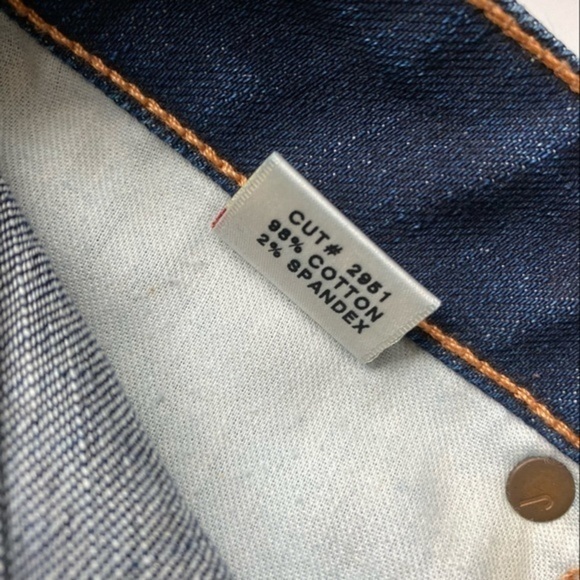 CUT# 2951
98% COTTON
2% SPANDEX
J